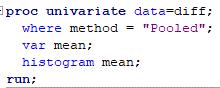 proc univariate data=diff;
where method = "Pooled";
var mean;
histogram mean;
run;